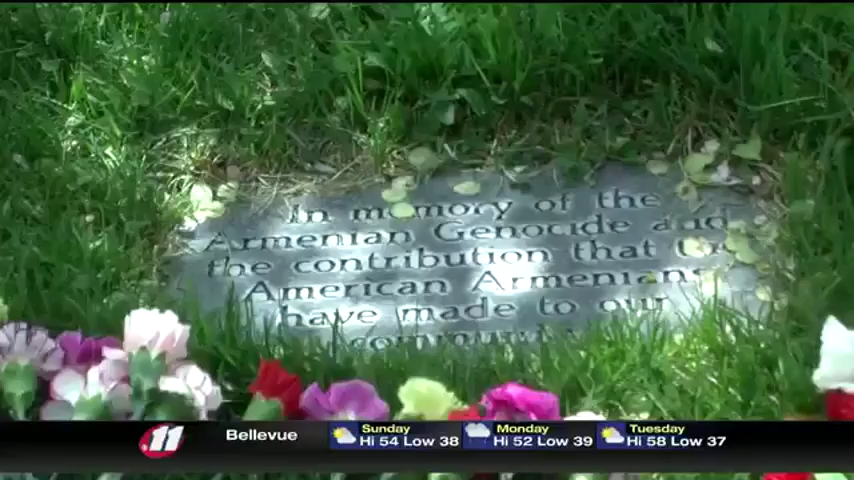 In memory of the
Armenian Genocide and
the contribution that the
American Armenians
have made to our
community
11 Bellevue
Sunday
Hi 54 Low 38
Monday
Hi 52 Low 39
Tuesday
Hi 58 Low 37